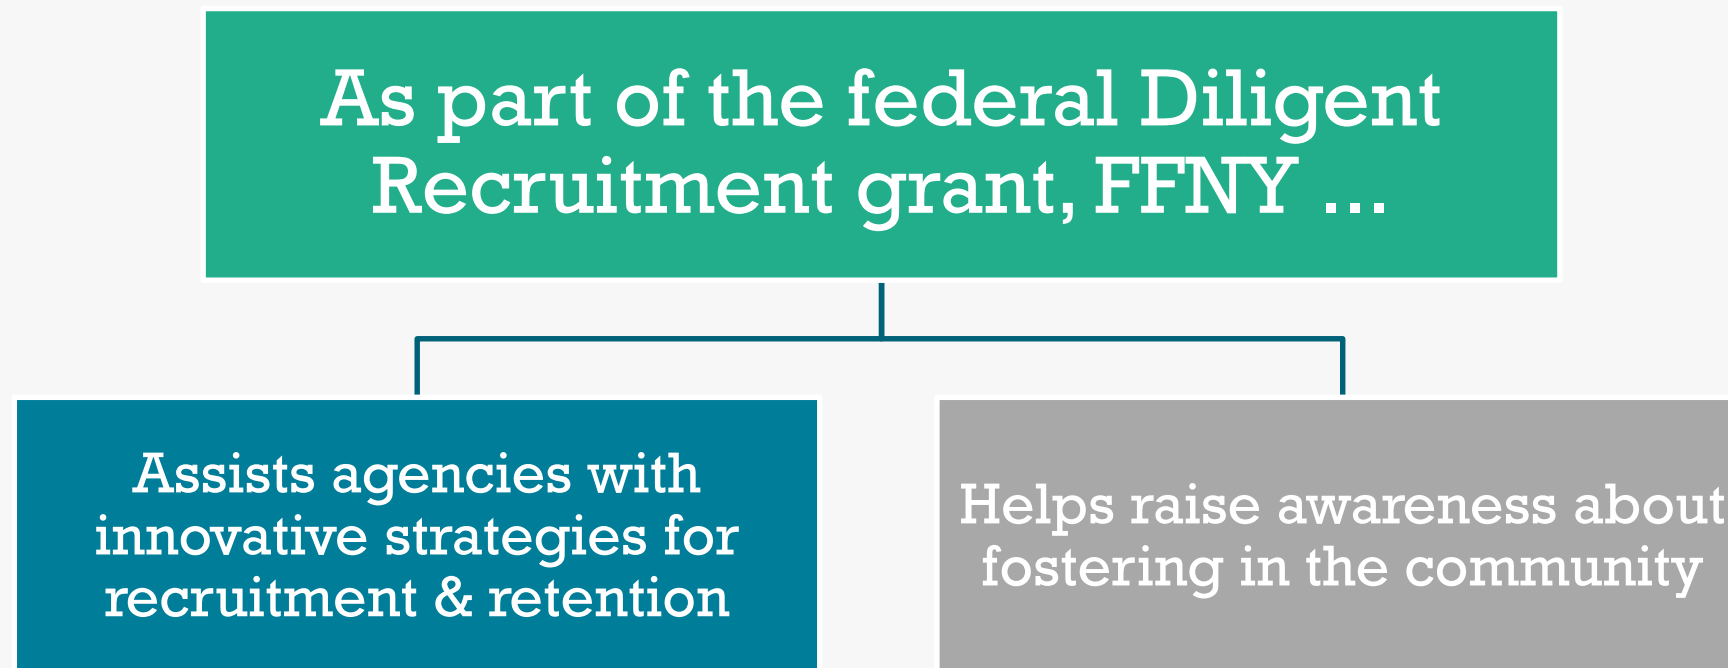 As part of the federal Diligent
Recruitment grant, FFNY ...
Assists agencies with
innovative strategies for
recruitment & retention
Helps raise awareness about
fostering in the community